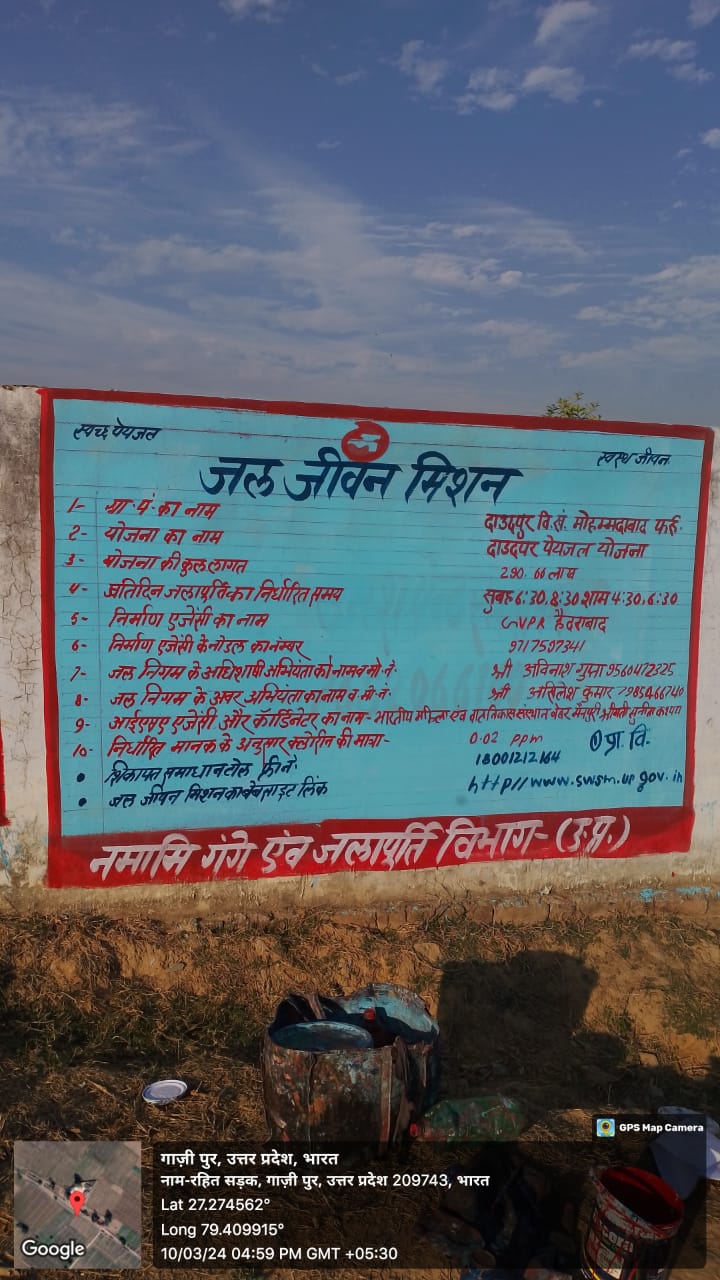 स्वच्छ पेयजल
स्वस्थ जीवन
जल जीवन मिशन
1- ग्रा. पं. का नाम दाउदपुर वि.सं. मोहम्मदाबाद फर्रु.
2- योजना का नाम दाउदपुर पेयजल योजना
3- योजना की कुल लागत 290.66 लाख
4- प्रतिदिन जलापूर्ति का निर्धारित समय सुबह 6:30, 8:30 शाम 4:30, 6:30
5- निर्माण एजेंसी का नाम GVPR हैदराबाद
6- निर्माण एजेंसी के नोडल का नम्बर 9717597341
7- जल निगम के अधिशाषी अभियंता को नाम व मो. नं. श्री अविनाश गुप्ता 9560472325
8- जल निगम के अवर अभियंता का नाम व मो. नं- श्री अखिलेश कुमार
9- आईएसए एजेंसी और कॉडिनेटर का नाम- भारतीय महिला एवं बाल विकास संस्थान बेवर मैनपुरी श्रीमती सुनीता कश्यप
10- निर्धारित मानक के अनुसार क्लोरीन की मात्रा- 0.02 PPm
① प्रा. वि.
• शिकायत समाधान टोल फ्री नं. 18001212164
• जल जीवन मिशन का वेबसाइट लिंक http//www.swsm.up gov.in
नमामि गंगे एंव जलापूर्ति विभाग- (उ.प्र.)
GPS Map Camera
गाज़ी पुर, उत्तर प्रदेश, भारत
नाम-रहित सड़क, गाज़ी पुर, उत्तर प्रदेश 209743, भारत
Lat 27.274562°
Long 79.409915°
10/03/24 04:59 PM GMT +05:30
Google